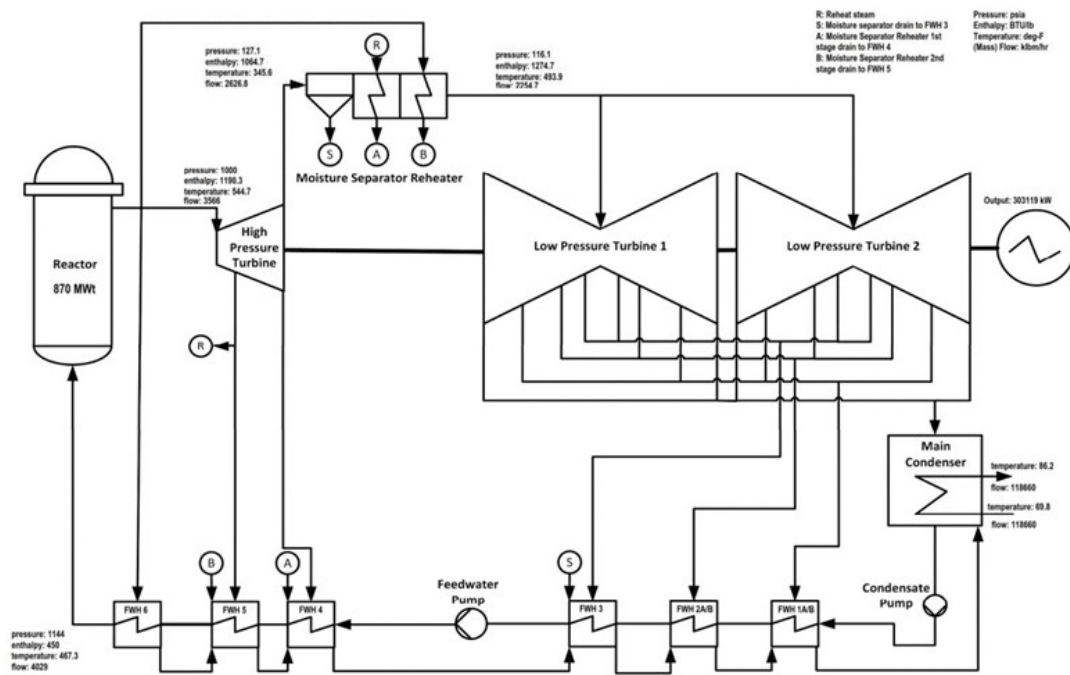 R: Reheat steam
S: Moisture separator drain to FWH 3
A: Moisture Separator Reheater 1st
stage drain to FWH 4
B: Moisture Separator Reheater 2nd
stage drain to FWH 5
Pressure: psia
Enthalpy: BTU/lb
Temperature: deg-F
(Mass) Flow: klbm/hr
pressure: 127.1
enthalpy: 1064.7
temperature: 345.6
flow: 2626.8
R
pressure: 116.1
enthalpy: 1274.7
temperature: 493.9
flow: 2254.7
S
A
B
Moisture Separator Reheater
pressure: 1000
enthalpy: 1190.3
temperature: 544.7
flow: 3566
Reactor
870 MWt
High
Pressure
Turbine
Low Pressure Turbine 1
Low Pressure Turbine 2
Output: 303119 kW
R
Main
Condenser
temperature: 86.2
flow: 118660
temperature: 69.8
flow: 118660
B
A
Feedwater
Pump
S
Condensate
Pump
FWH 6
FWH 5
FWH 4
FWH 3
FWH 2A/B
FWH 1A/B
pressure: 1144
enthalpy: 450
temperature: 467.3
flow: 4029